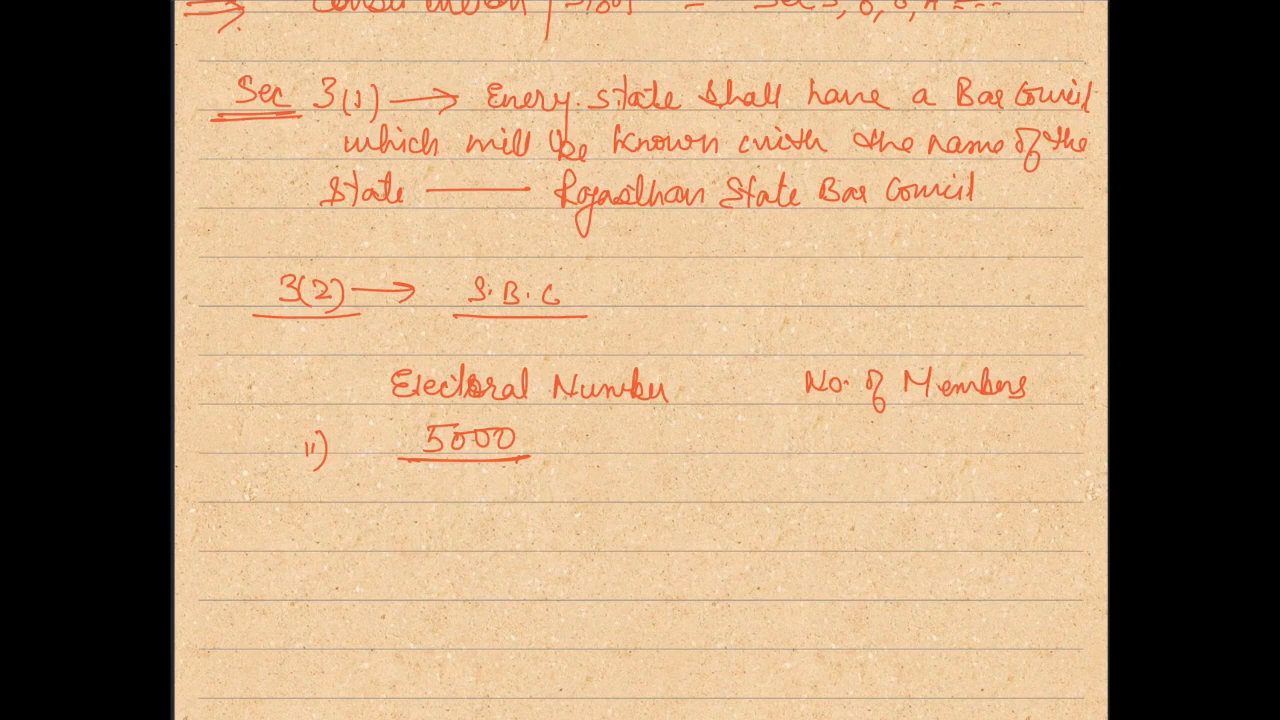 Sec 3(1) → Every state shall have a Bar Council
which will be known with the name of the
State — Rajasthan State Bar Council
3(2) → S.B.C
Electoral Number No. of Members
1) 5000